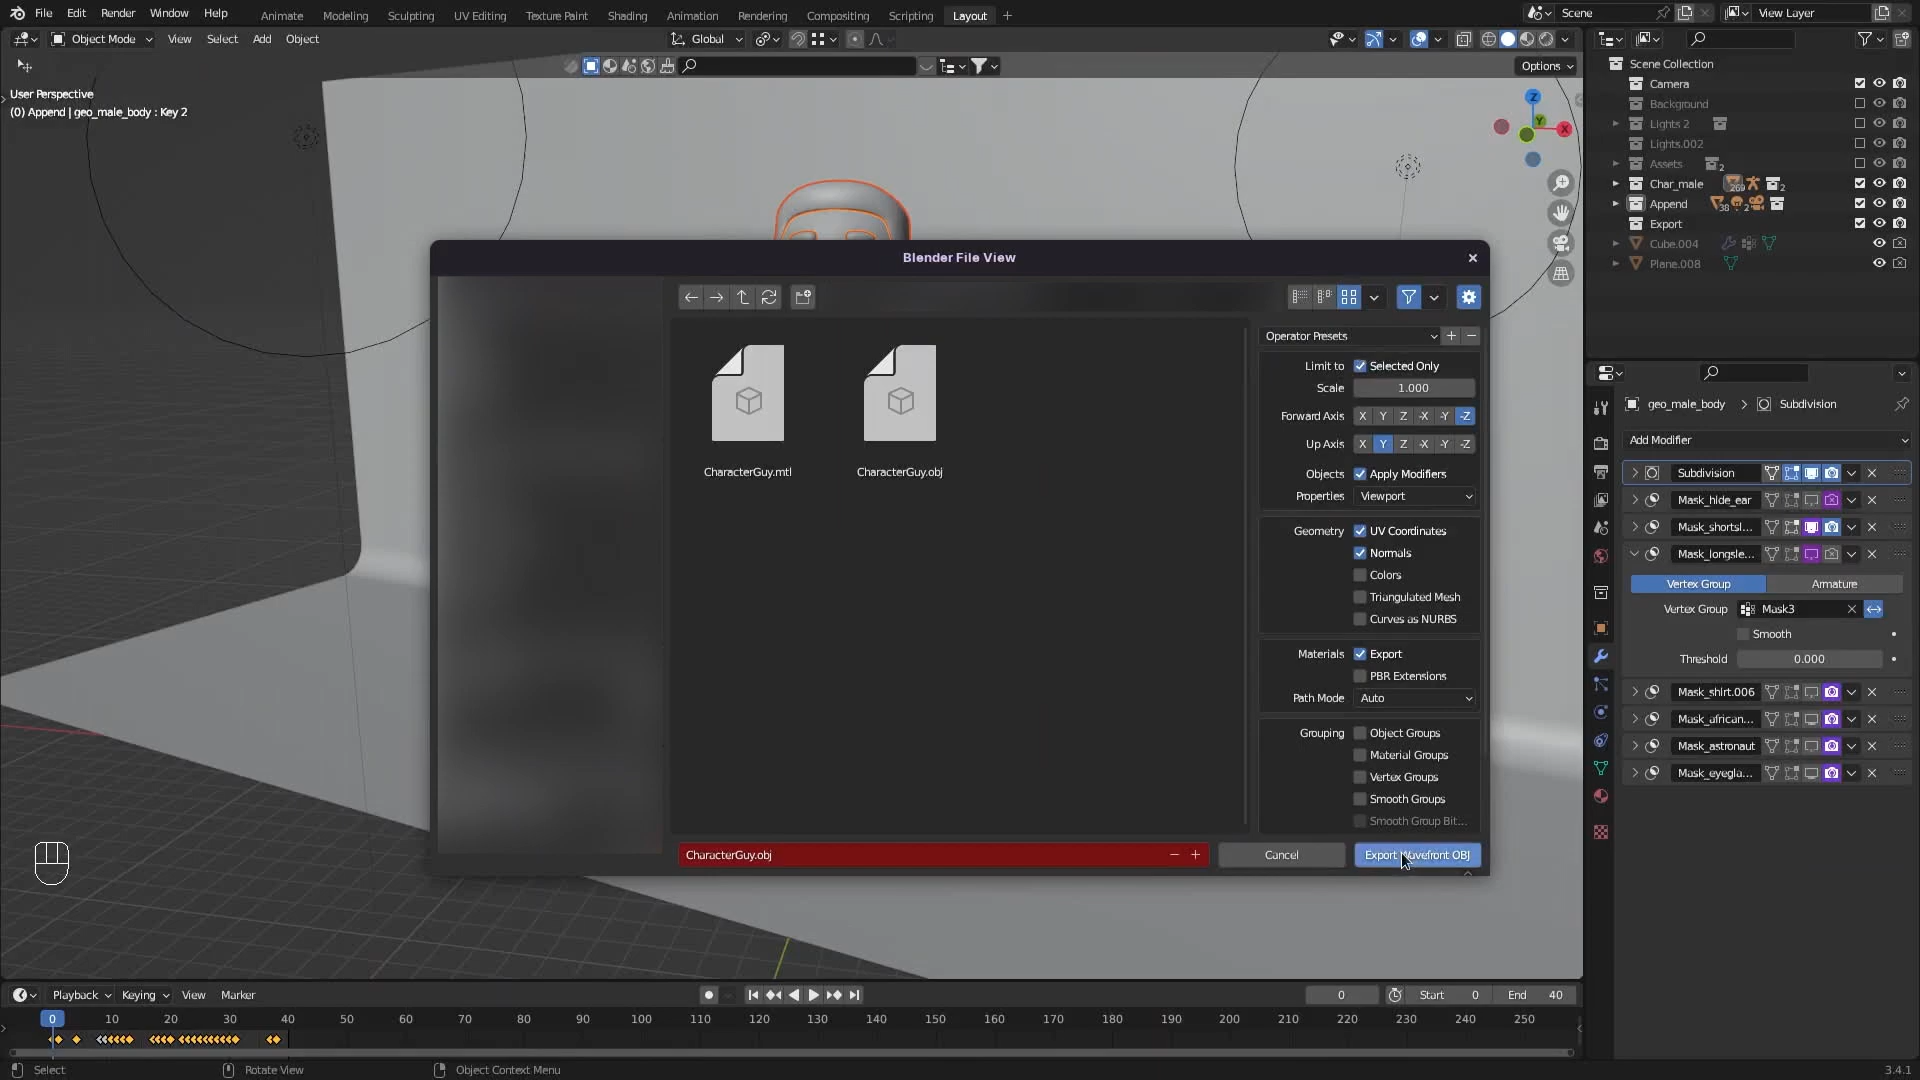 File Edit Render Window Help Animate Modeling Sculpting UV Editing Texture Paint Shading Animation Rendering Compositing Scripting Layout Scene View Layer
Object Mode View Select Add Object Global
Options
User Perspective
(0) Append | geo_male_body : Key 2
Z
Y
X
Scene Collection
Camera
Background
Lights 2
Lights.002
Assets 2
Char_male 269 2
Append 38 2
Export
Cube.004
Plane.008
Blender File View
CharacterGuy.mtl
CharacterGuy.obj
Operator Presets
Limit to Selected Only
Scale 1.000
Forward Axis X Y Z -X -Y -Z
Up Axis X Y Z -X -Y -Z
Objects Apply Modifiers
Properties Viewport
Geometry UV Coordinates
Normals
Colors
Triangulated Mesh
Curves as NURBS
Materials Export
PBR Extensions
Path Mode Auto
Grouping Object Groups
Material Groups
Vertex Groups
Smooth Groups
Smooth Group Bit...
CharacterGuy.obj Cancel Export Wavefront OBJ
geo_male_body > Subdivision
Add Modifier
Subdivision
Mask_hide_ear
Mask_shortsl...
Mask_longsle...
Vertex Group Armature
Vertex Group Mask3
Smooth
Threshold 0.000
Mask_shirt.006
Mask_african...
Mask_astronaut
Mask_eyegla...
Playback Keying View Marker 0 Start 0 End 40
0 10 20 30 40 50 60 70 80 90 100 110 120 130 140 150 160 170 180 190 200 210 220 230 240 250
Select Rotate View Object Context Menu 3.4.1